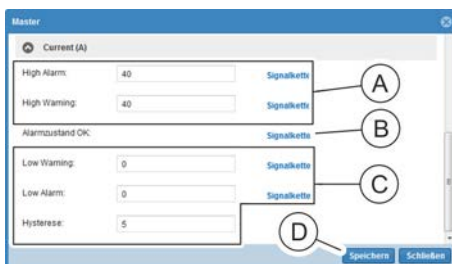 Master
Current (A)
High Alarm: 40 Signalkette
High Warning: 40 Signalkette
Alarmzustand OK: Signalkette
Low Warning: 0 Signalkette
Low Alarm: 0 Signalkette
Hysterese: 5
A
B
C
D
Speichern Schließen